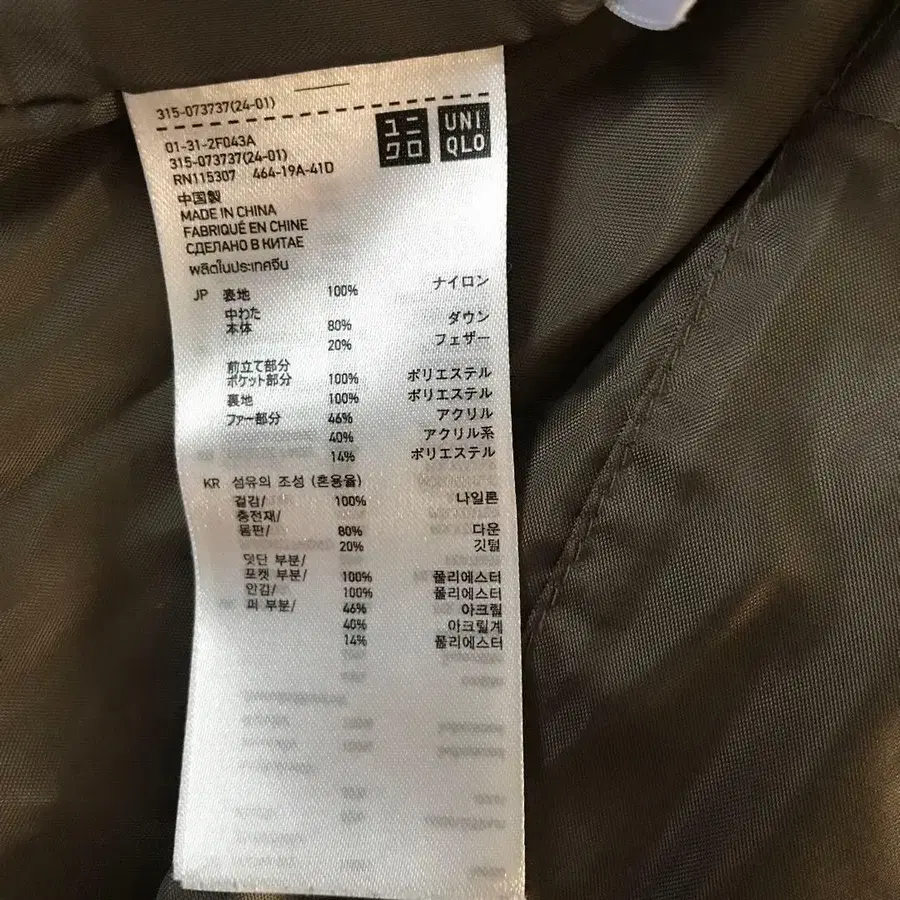 315-073737(24-01)
ユニ
クロ
UNI
QLO
01-31-2F043A
315-073737(24-01)
RN115307 464-19A-41D
中国製
MADE IN CHINA
FABRIQUÉ EN CHINE
СДЕЛАНО В КИТАЕ
ผลิตในประเทศจีน
JP 表地 100% ナイロン
中わた
本体 80% ダウン
20% フェザー
前立て部分
ポケット部分 100% ポリエステル
裏地 100% ポリエステル
ファー部分 46% アクリル
40% アクリル系
14% ポリエステル
KR 섬유의 조성 (혼용율)
겉감/ 100% 나일론
충전재/
몸판/ 80% 다운
20% 깃털
덧단 부분/
포켓 부분/ 100% 폴리에스터
안감/ 100% 폴리에스터
퍼 부분/ 46% 아크릴
40% 아크릴계
14% 폴리에스터